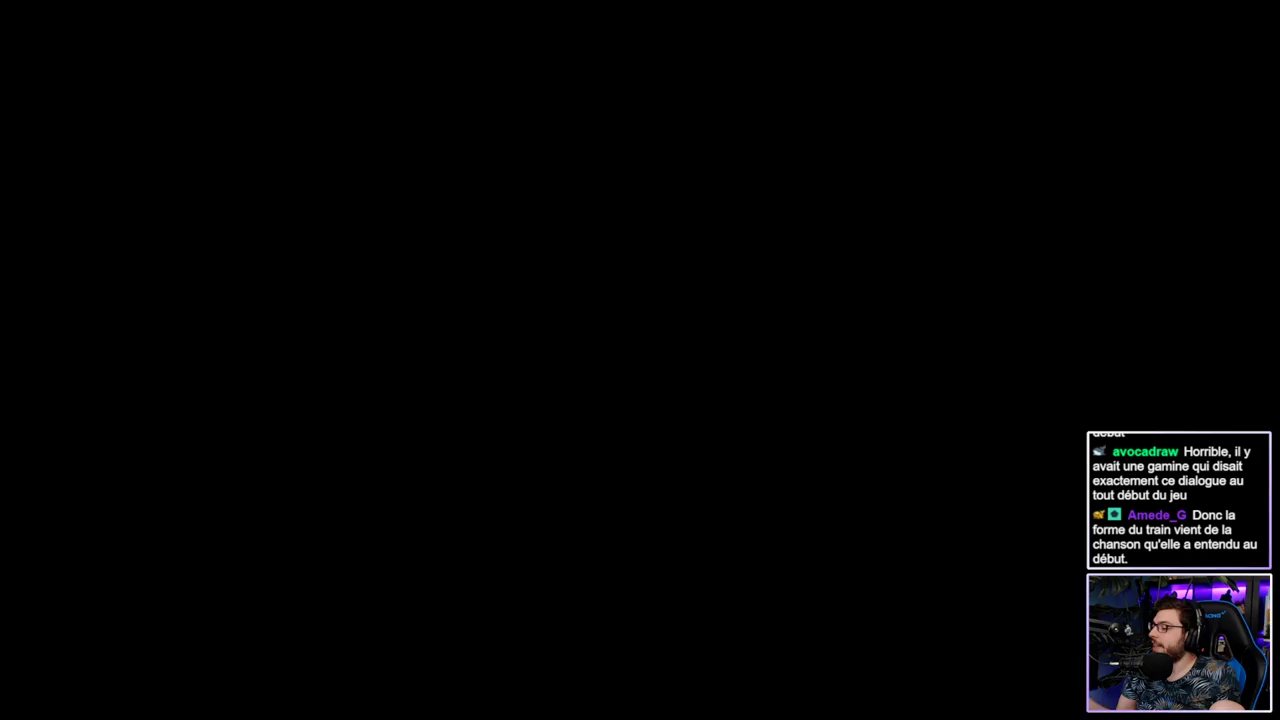 début
avocadraw Horrible, il y
avait une gamine qui disait
exactement ce dialogue au
tout début du jeu
Amede_G Donc la
forme du train vient de la
chanson qu'elle a entendu au
début.